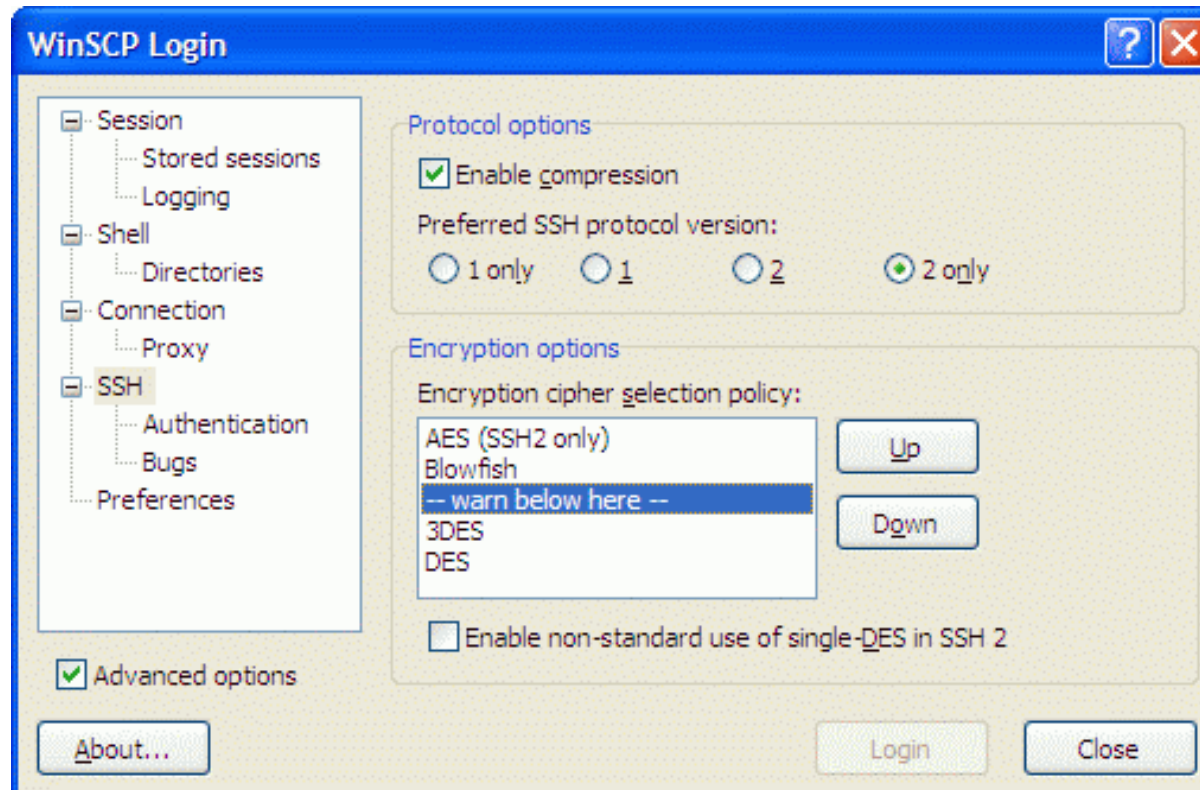 WinSCP Login
Session
Stored sessions
Logging
Shell
Directories
Connection
Proxy
SSH
Authentication
Bugs
Preferences
Advanced options
Protocol options
Enable compression
Preferred SSH protocol version:
1 only 1 2 2 only
Encryption options
Encryption cipher selection policy:
AES (SSH2 only)
Blowfish
-- warn below here --
3DES
DES
Up
Down
Enable non-standard use of single-DES in SSH 2
About... Login Close